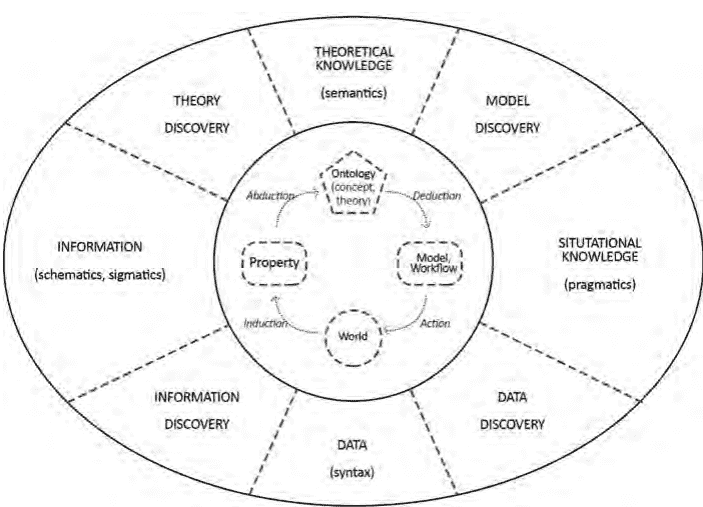 THEORETICAL
KNOWLEDGE
(semantics)
THEORY
DISCOVERY
MODEL
DISCOVERY
Ontology
(concept,
theory)
Abduction
Deduction
INFORMATION
(schematics, sigmatics)
Property
Model,
Workflow
SITUTATIONAL
KNOWLEDGE
(pragmatics)
Induction
World
Action
INFORMATION
DISCOVERY
DATA
DISCOVERY
DATA
(syntax)